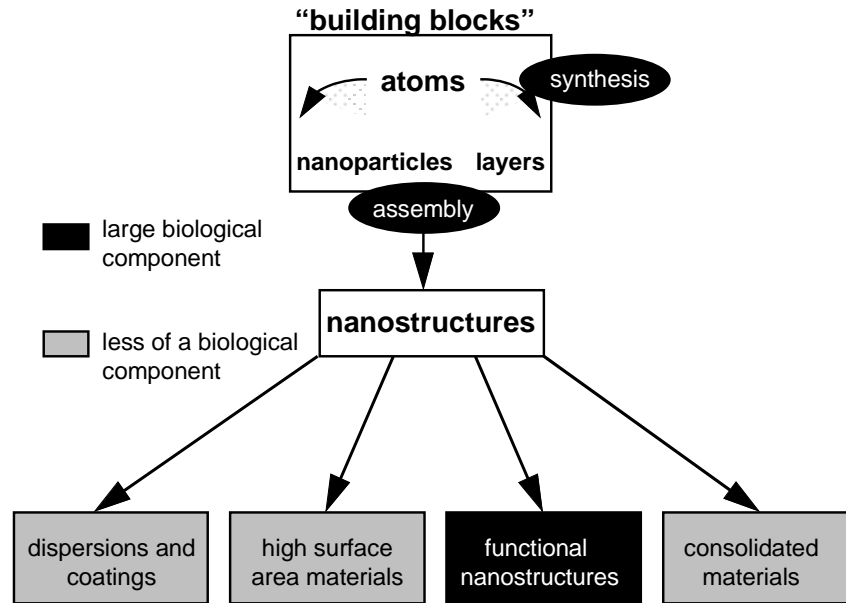 “building blocks”
atoms
synthesis
nanoparticles layers
assembly
large biological
component
nanostructures
less of a biological
component
dispersions and
coatings
high surface
area materials
functional
nanostructures
consolidated
materials